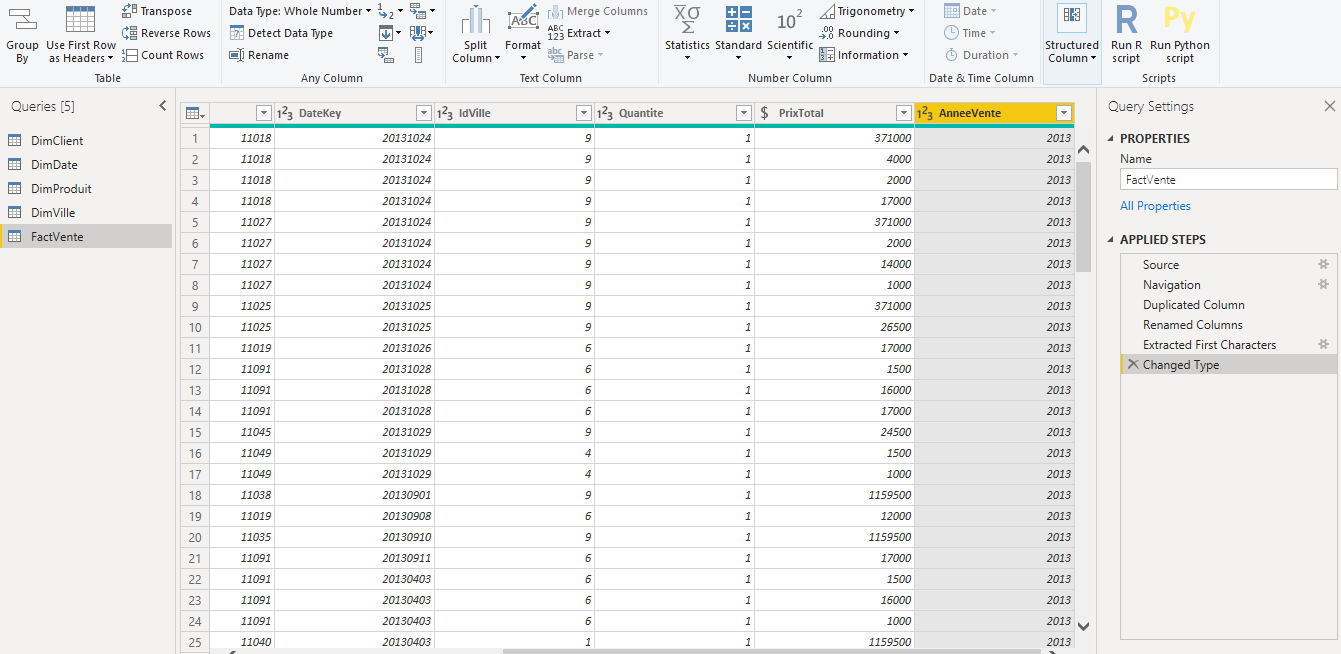 Group By
Use First Row as Headers
Transpose
Reverse Rows
Count Rows
Table
Data Type: Whole Number
Detect Data Type
Rename
Any Column
Split Column
Format
Merge Columns
Extract
Parse
Text Column
Statistics
Standard
Scientific
Trigonometry
Rounding
Information
Number Column
Date
Time
Duration
Date & Time Column
Structured Column
Run R script
Run Python script
Scripts
Queries [5]
DimClient
DimDate
DimProduit
DimVille
FactVente
DateKey IdVille Quantite PrixTotal AnneeVente
1 11018 20131024 9 1 371000 2013
2 11018 20131024 9 1 4000 2013
3 11018 20131024 9 1 2000 2013
4 11018 20131024 9 1 17000 2013
5 11027 20131024 9 1 371000 2013
6 11027 20131024 9 1 2000 2013
7 11027 20131024 9 1 14000 2013
8 11027 20131024 9 1 1000 2013
9 11025 20131025 9 1 371000 2013
10 11025 20131025 9 1 26500 2013
11 11019 20131026 6 1 17000 2013
12 11091 20131028 6 1 1500 2013
13 11091 20131028 6 1 16000 2013
14 11091 20131028 6 1 17000 2013
15 11045 20131029 9 1 24500 2013
16 11049 20131029 4 1 1500 2013
17 11049 20131029 4 1 1000 2013
18 11038 20130901 9 1 1159500 2013
19 11019 20130908 6 1 12000 2013
20 11035 20130910 9 1 1159500 2013
21 11091 20130911 6 1 17000 2013
22 11091 20130403 6 1 1500 2013
23 11091 20130403 6 1 16000 2013
24 11091 20130403 6 1 1000 2013
25 11040 20130403 1 1 1159500 2013
Query Settings
PROPERTIES
Name
FactVente
All Properties
APPLIED STEPS
Source
Navigation
Duplicated Column
Renamed Columns
Extracted First Characters
Changed Type